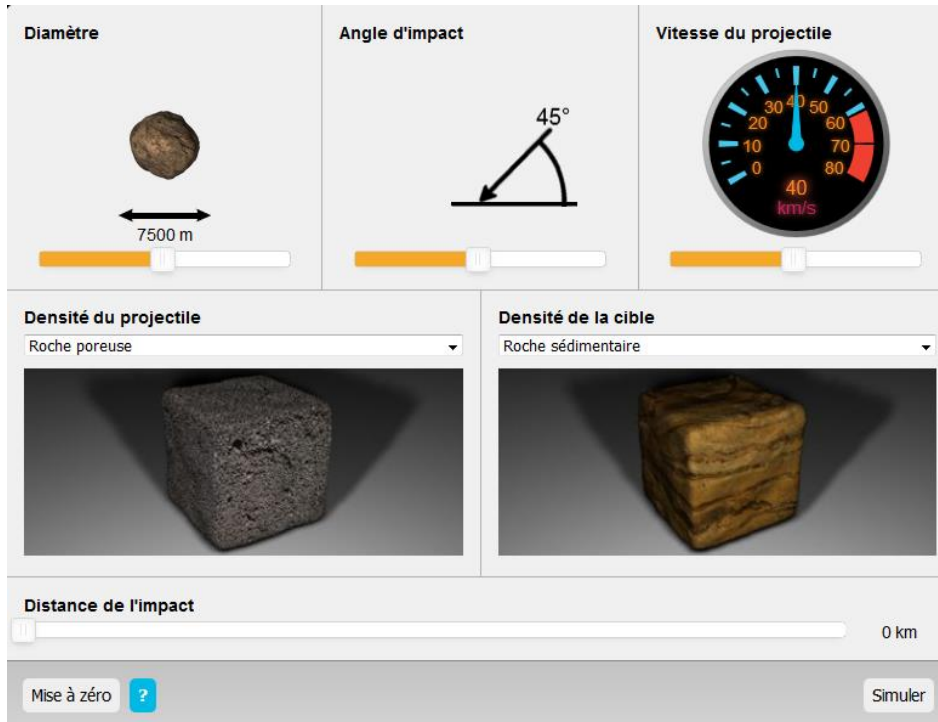 Diamètre
7500 m
Angle d'impact
45°
Vitesse du projectile
0
10
20
30
40
50
60
70
80
40
km/s
Densité du projectile
Roche poreuse
Densité de la cible
Roche sédimentaire
Distance de l'impact
0 km
Mise à zéro
?
Simuler